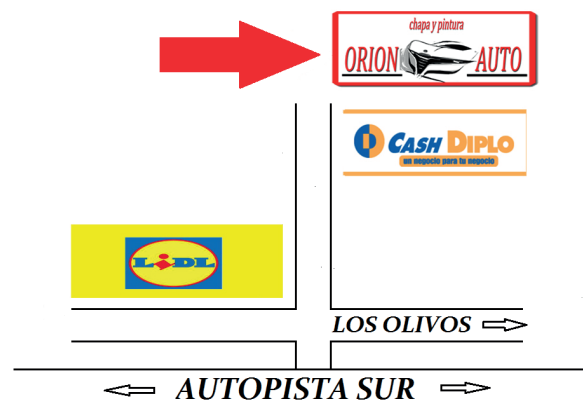 chapa y pintura
ORION AUTO
CASH DIPLO
un negocio para tu negocio
LIDL
LOS OLIVOS
AUTOPISTA SUR